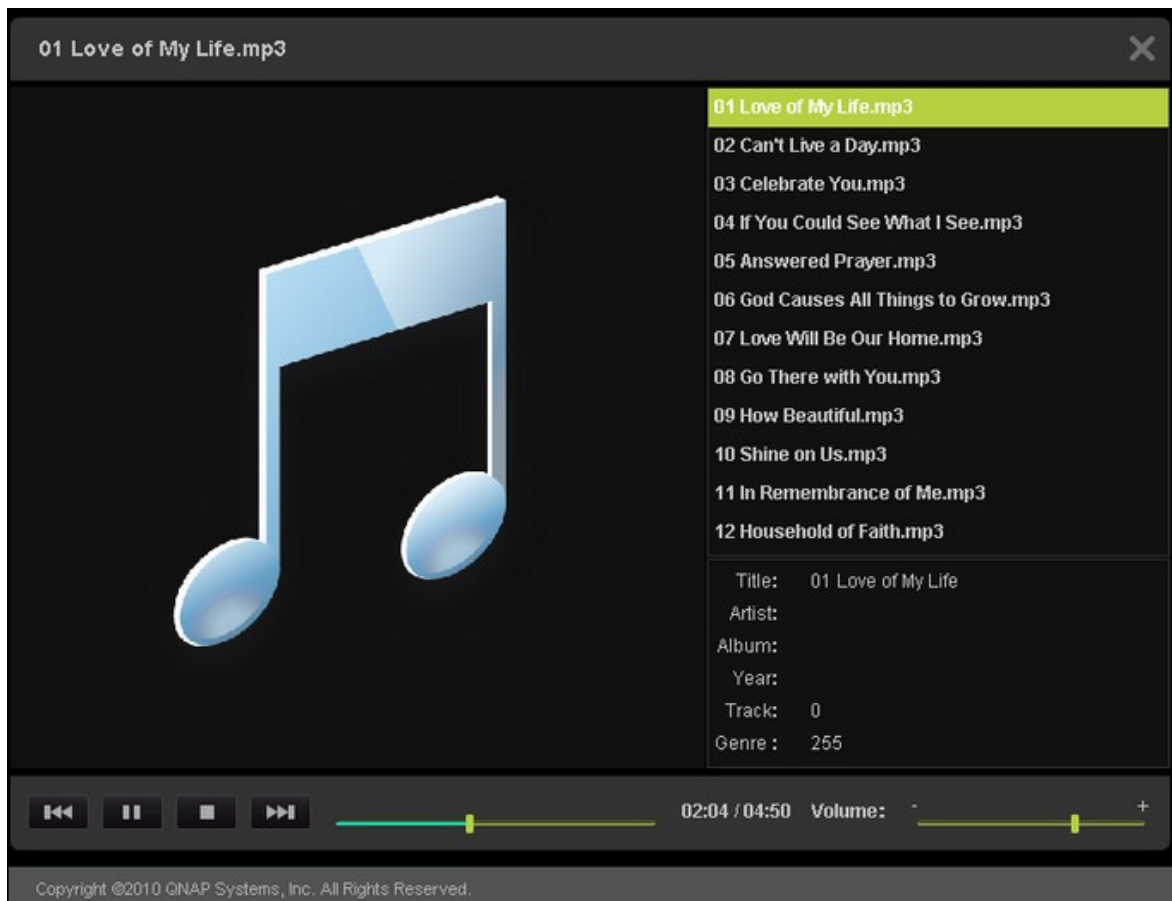 01 Love of My Life.mp3
01 Love of My Life.mp3
02 Can't Live a Day.mp3
03 Celebrate You.mp3
04 If You Could See What I See.mp3
05 Answered Prayer.mp3
06 God Causes All Things to Grow.mp3
07 Love Will Be Our Home.mp3
08 Go There with You.mp3
09 How Beautiful.mp3
10 Shine on Us.mp3
11 In Remembrance of Me.mp3
12 Household of Faith.mp3
Title: 01 Love of My Life
Artist:
Album:
Year:
Track: 0
Genre : 255
02:04 / 04:50 Volume: - +
Copyright ©2010 QNAP Systems, Inc. All Rights Reserved.